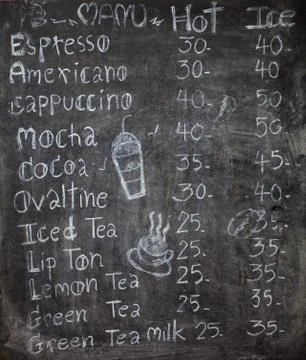 MANU Hot Ice
Espresso 30.- 40.-
Americano 30.- 40.-
Cappuccino 40.- 50.-
Mocha 40.- 50.-
Cocoa 35.- 45.-
Ovaltine 30.- 40.-
Iced Tea 25.- 35.-
Lip Ton 25.- 35.-
Lemon Tea 25.- 35.-
Green Tea 25.- 35.-
Green Tea milk 25. 35.-